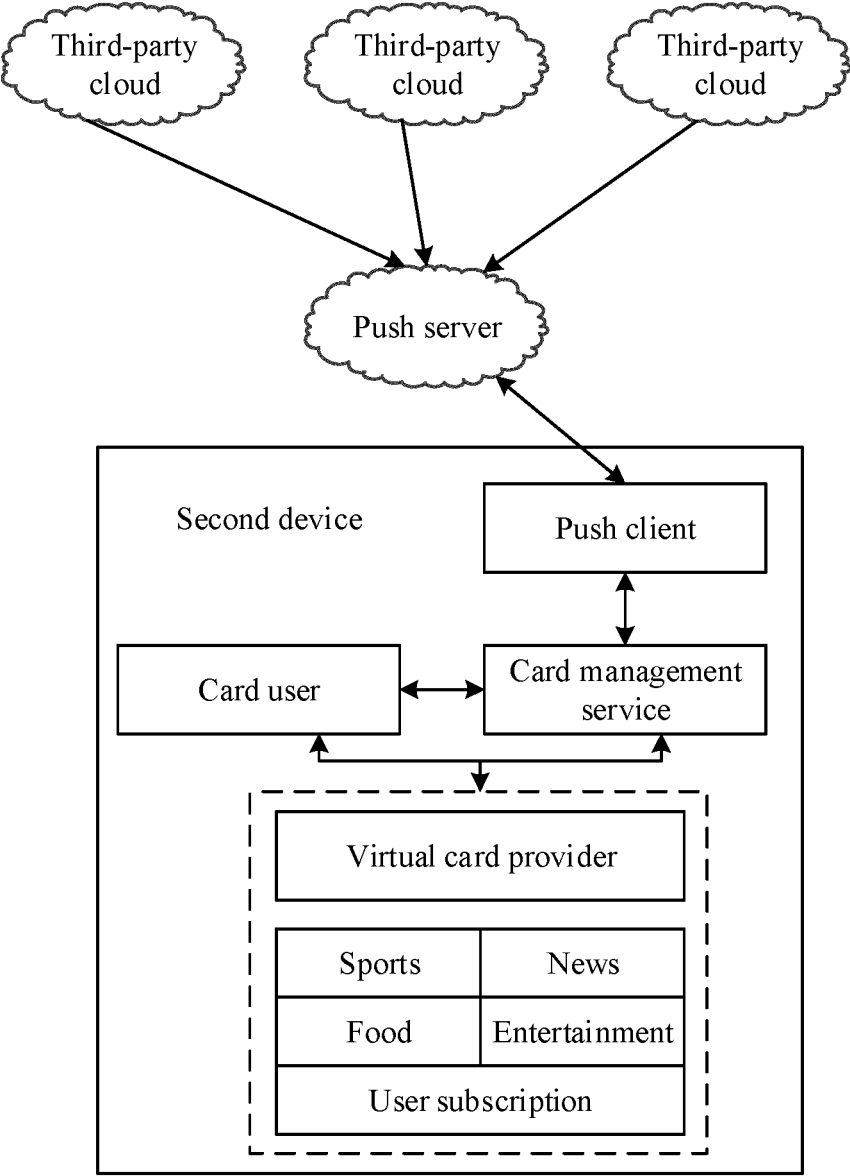 Third-party
cloud
Third-party
cloud
Third-party
cloud
Push server
Second device
Push client
Card user
Card management
service
Virtual card provider
Sports
News
Food
Entertainment
User subscription